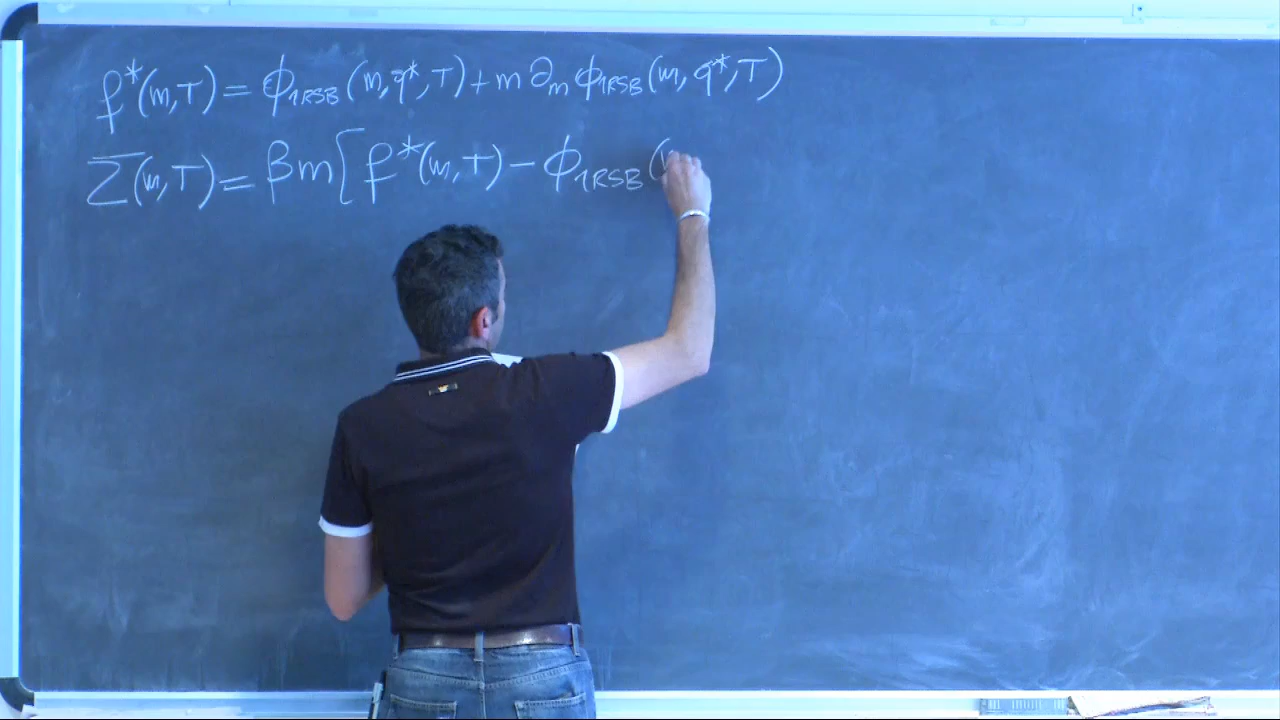 f*(m,T) = ϕ₁RSB(m,q*,T) + m ∂ₘ ϕ₁RSB(m,q*,T)
Σ(m,T) = βm[f*(m,T) − ϕ₁RSB(